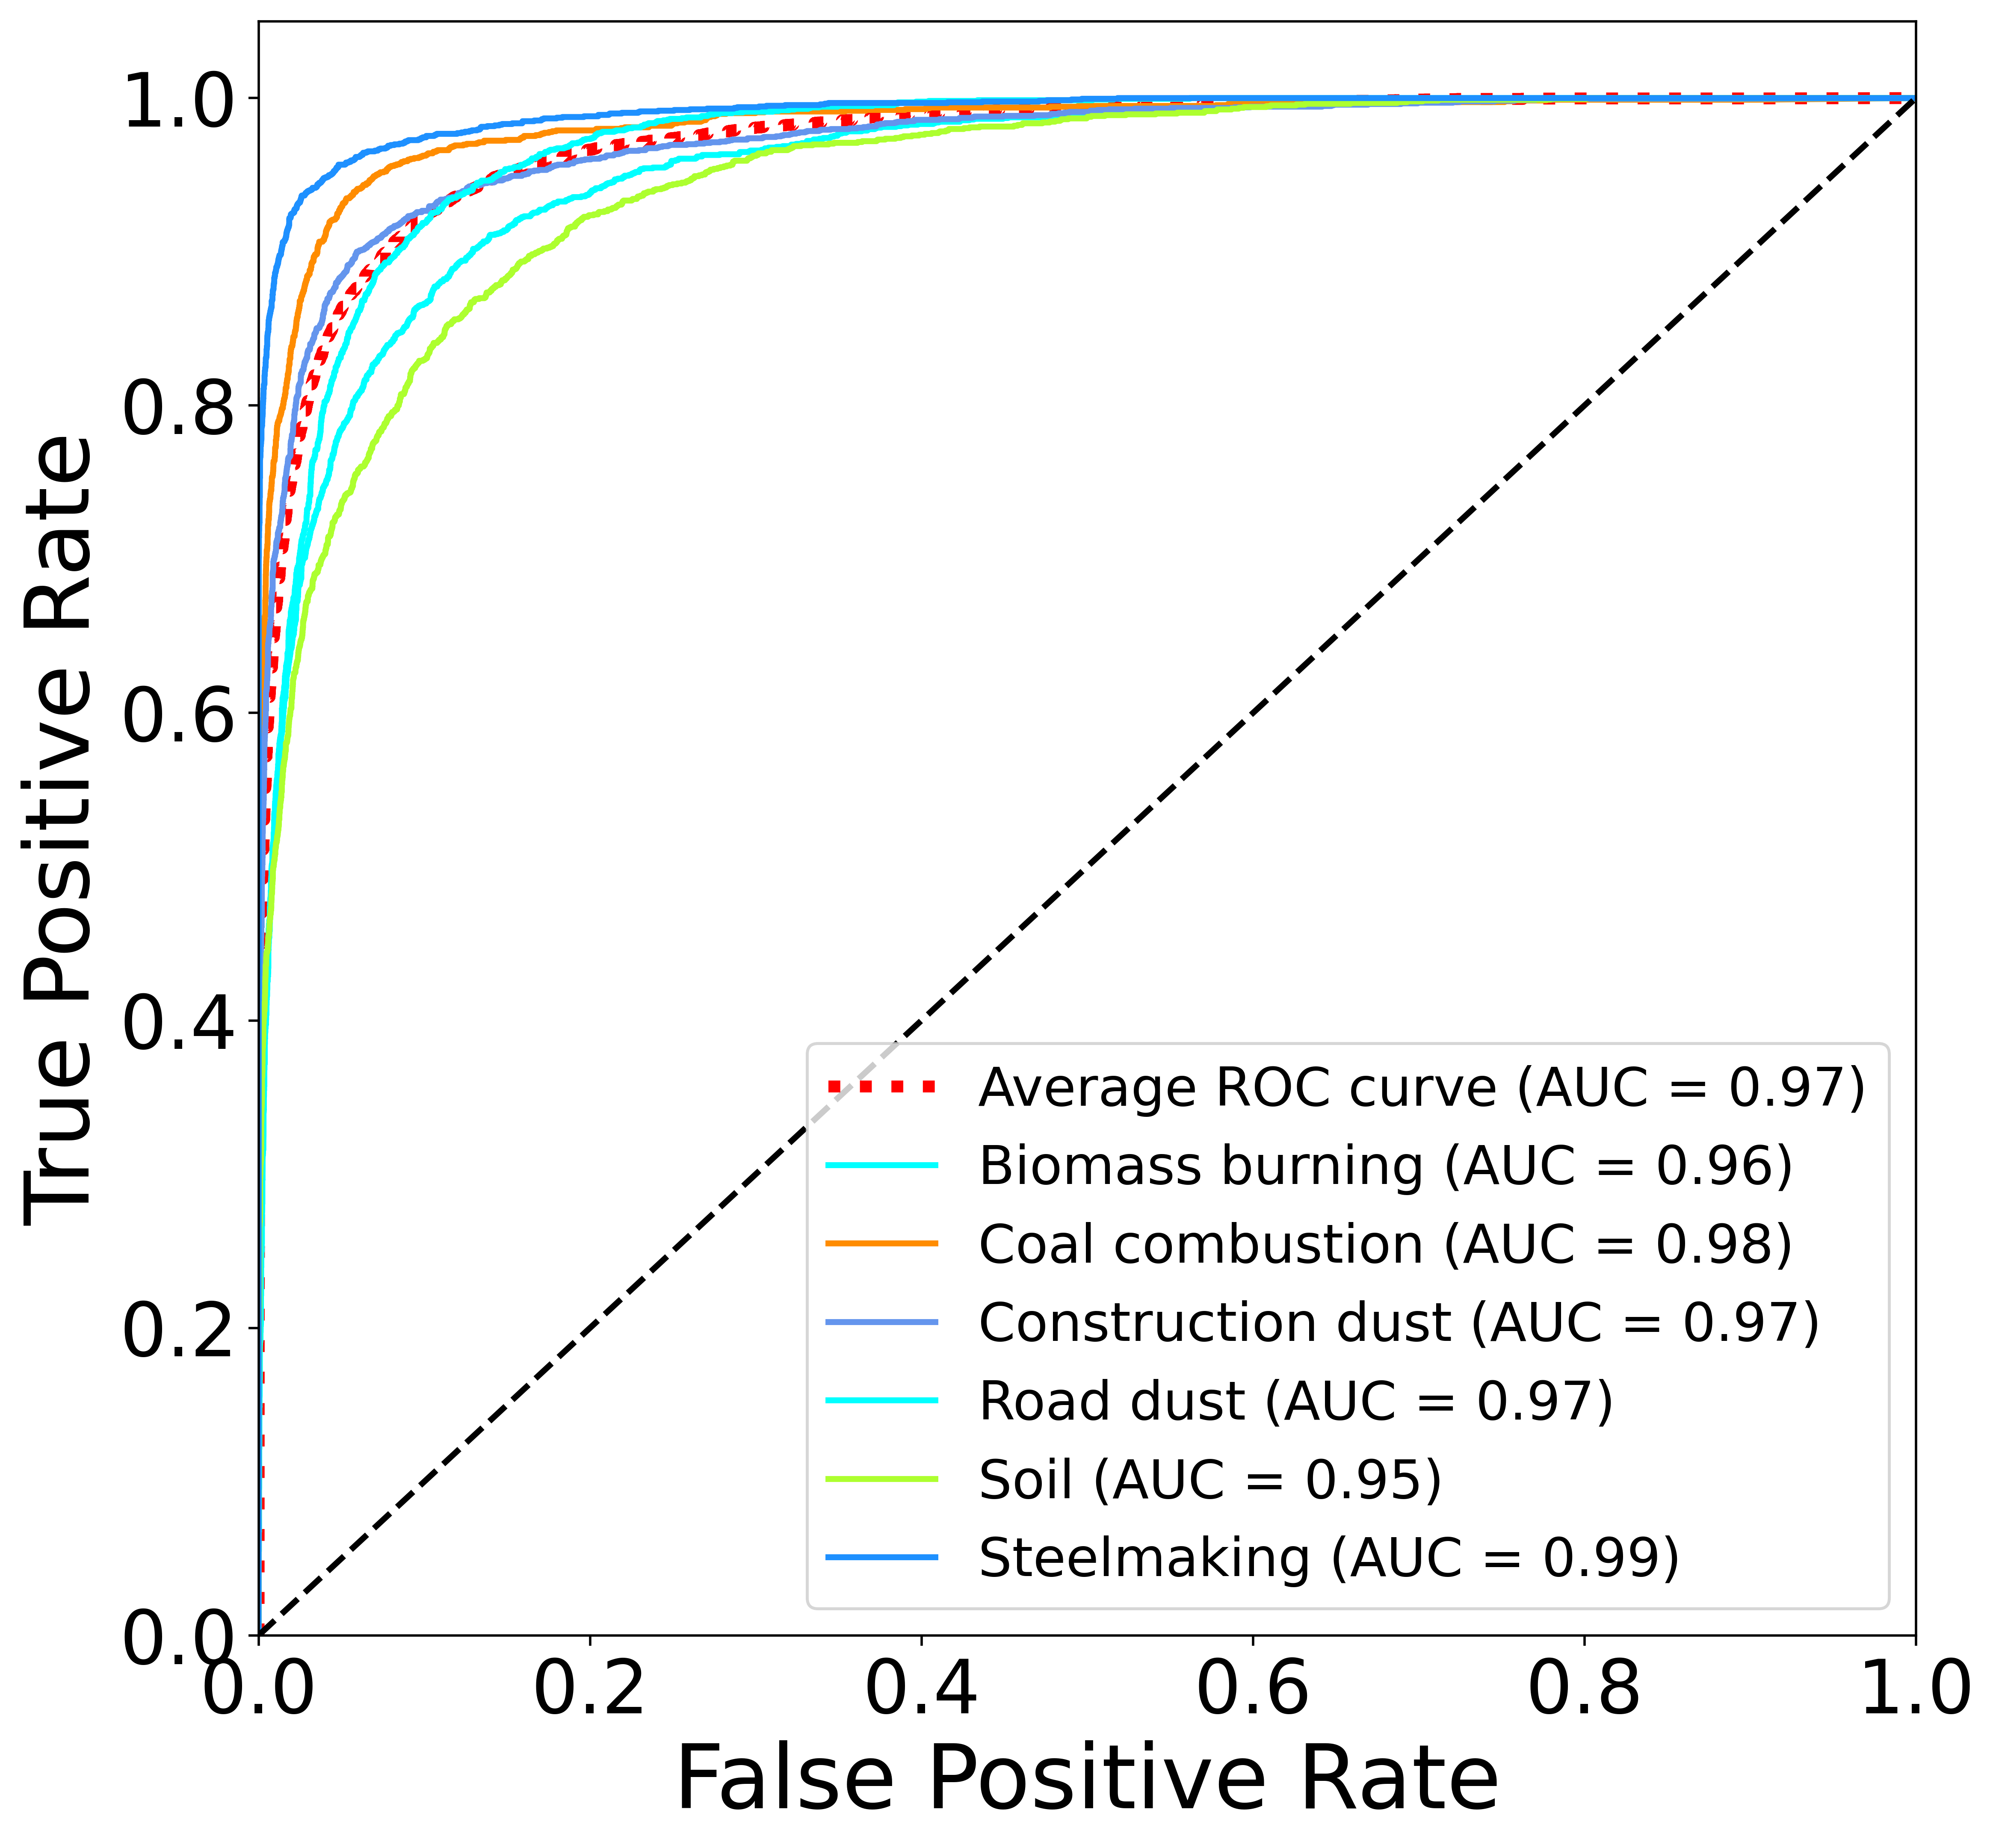 True Positive Rate
1.0
0.8
0.6
0.4
0.2
0.0
Average ROC curve (AUC = 0.97)
Biomass burning (AUC = 0.96)
Coal combustion (AUC = 0.98)
Construction dust (AUC = 0.97)
Road dust (AUC = 0.97)
Soil (AUC = 0.95)
Steelmaking (AUC = 0.99)
0.0 0.2 0.4 0.6 0.8 1.0
False Positive Rate